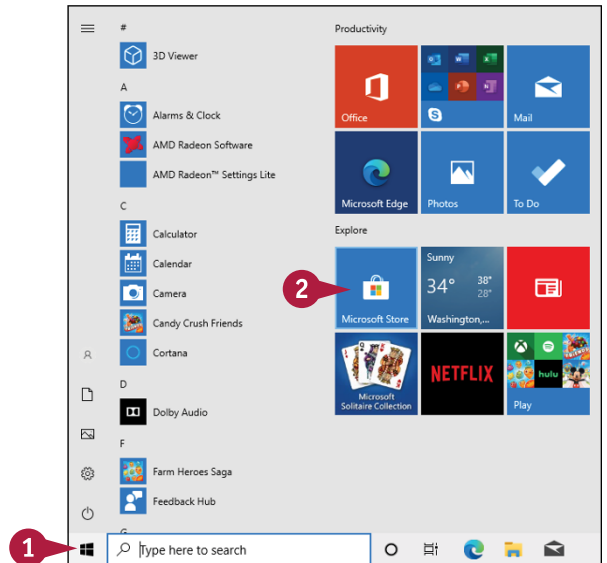 #
3D Viewer
A
Alarms & Clock
AMD Radeon Software
AMD Radeon™ Settings Lite
C
Calculator
Calendar
Camera
Candy Crush Friends
Cortana
D
Dolby Audio
F
Farm Heroes Saga
Feedback Hub
Productivity
Office
Mail
Microsoft Edge
Photos
To Do
Explore
2
Microsoft Store
Sunny
34° 38°
28°
Washington,...
Microsoft
Solitaire Collection
NETFLIX
hulu
Play
1
Type here to search